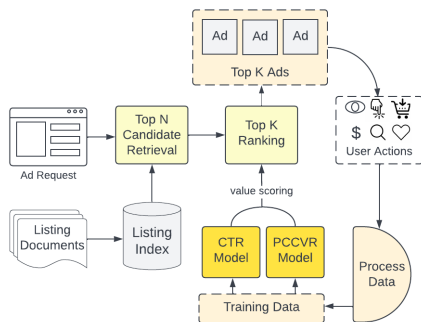 Ad
Ad
Ad
Top K Ads
Top N
Candidate
Retrieval
Top K
Ranking
Ad Request
$
User Actions
value scoring
Listing
Documents
Listing
Index
CTR
Model
PCCVR
Model
Process
Data
Training Data